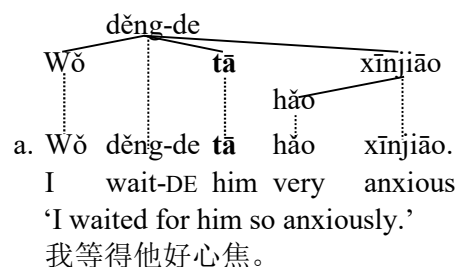 děng-de
Wǒ tā xīnjiāo
hǎo
a. Wǒ děng-de tā hǎo xīnjiāo.
I wait-DE him very anxious
‘I waited for him so anxiously.’
我等得他好心焦。